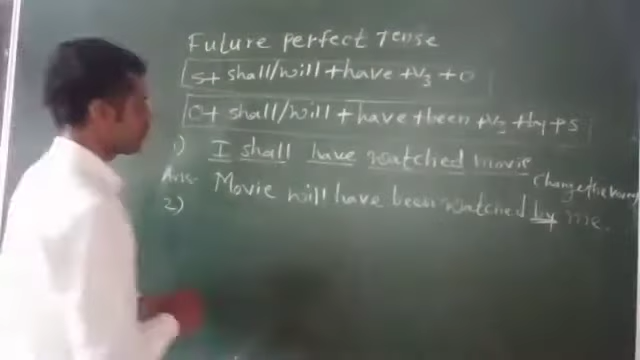 Future perfect Tense
S+ shall/will + have + V3 + O
O+ shall/will + have + been + V3 + by + S
1) I shall have watched movie
Change the
Ans- Movie will have been watched by me.
2)